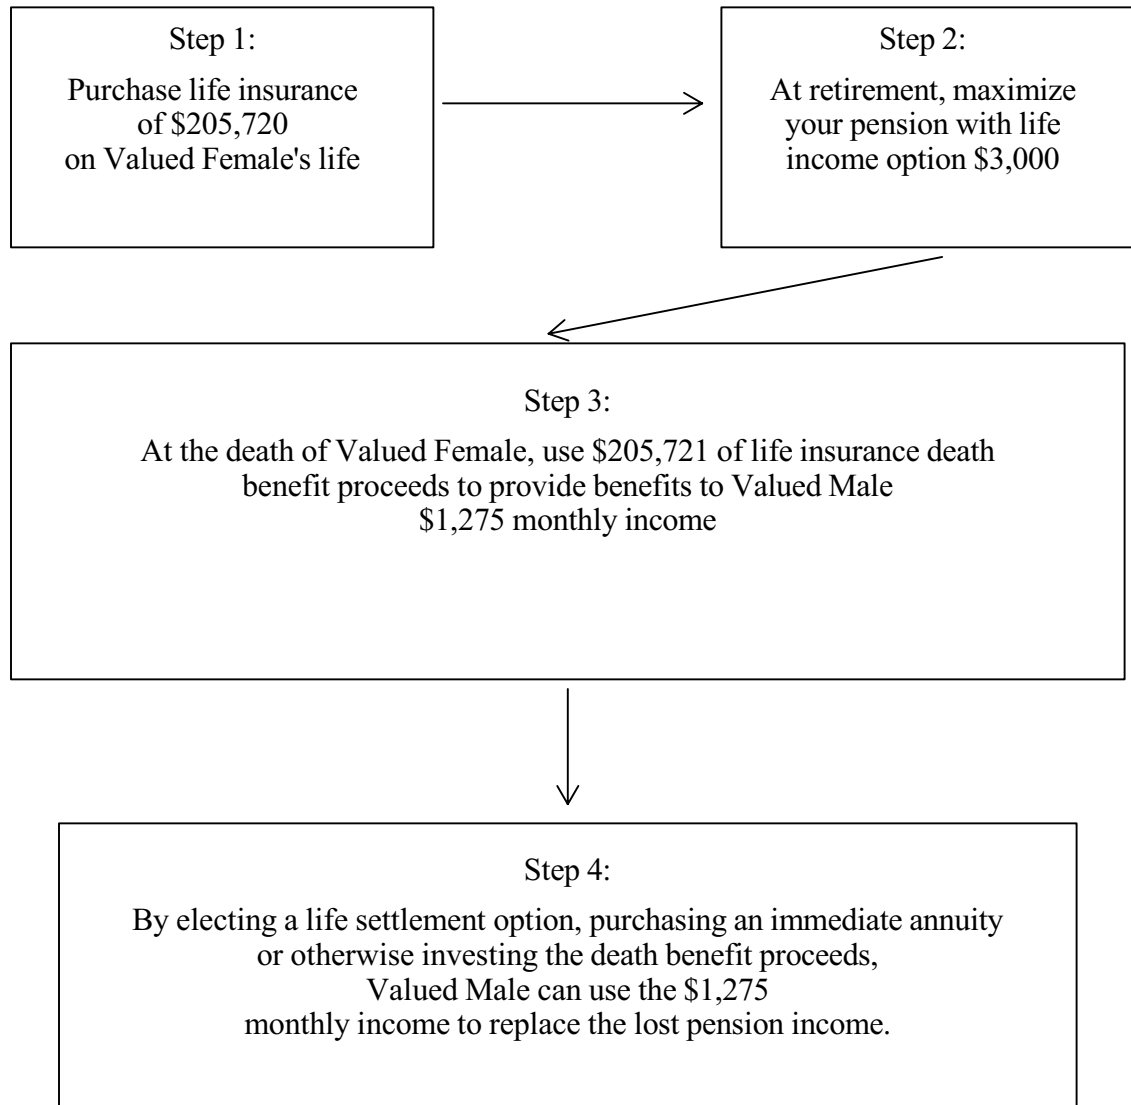 Step 1:
Purchase life insurance
of $205,720
on Valued Female's life
Step 2:
At retirement, maximize
your pension with life
income option $3,000
Step 3:
At the death of Valued Female, use $205,721 of life insurance death
benefit proceeds to provide benefits to Valued Male
$1,275 monthly income
Step 4:
By electing a life settlement option, purchasing an immediate annuity
or otherwise investing the death benefit proceeds,
Valued Male can use the $1,275
monthly income to replace the lost pension income.